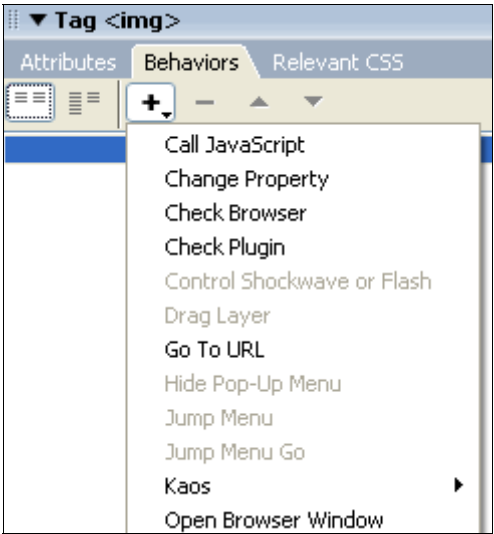 Tag <img>
Attributes Behaviors Relevant CSS
Call JavaScript
Change Property
Check Browser
Check Plugin
Control Shockwave or Flash
Drag Layer
Go To URL
Hide Pop-Up Menu
Jump Menu
Jump Menu Go
Kaos
Open Browser Window